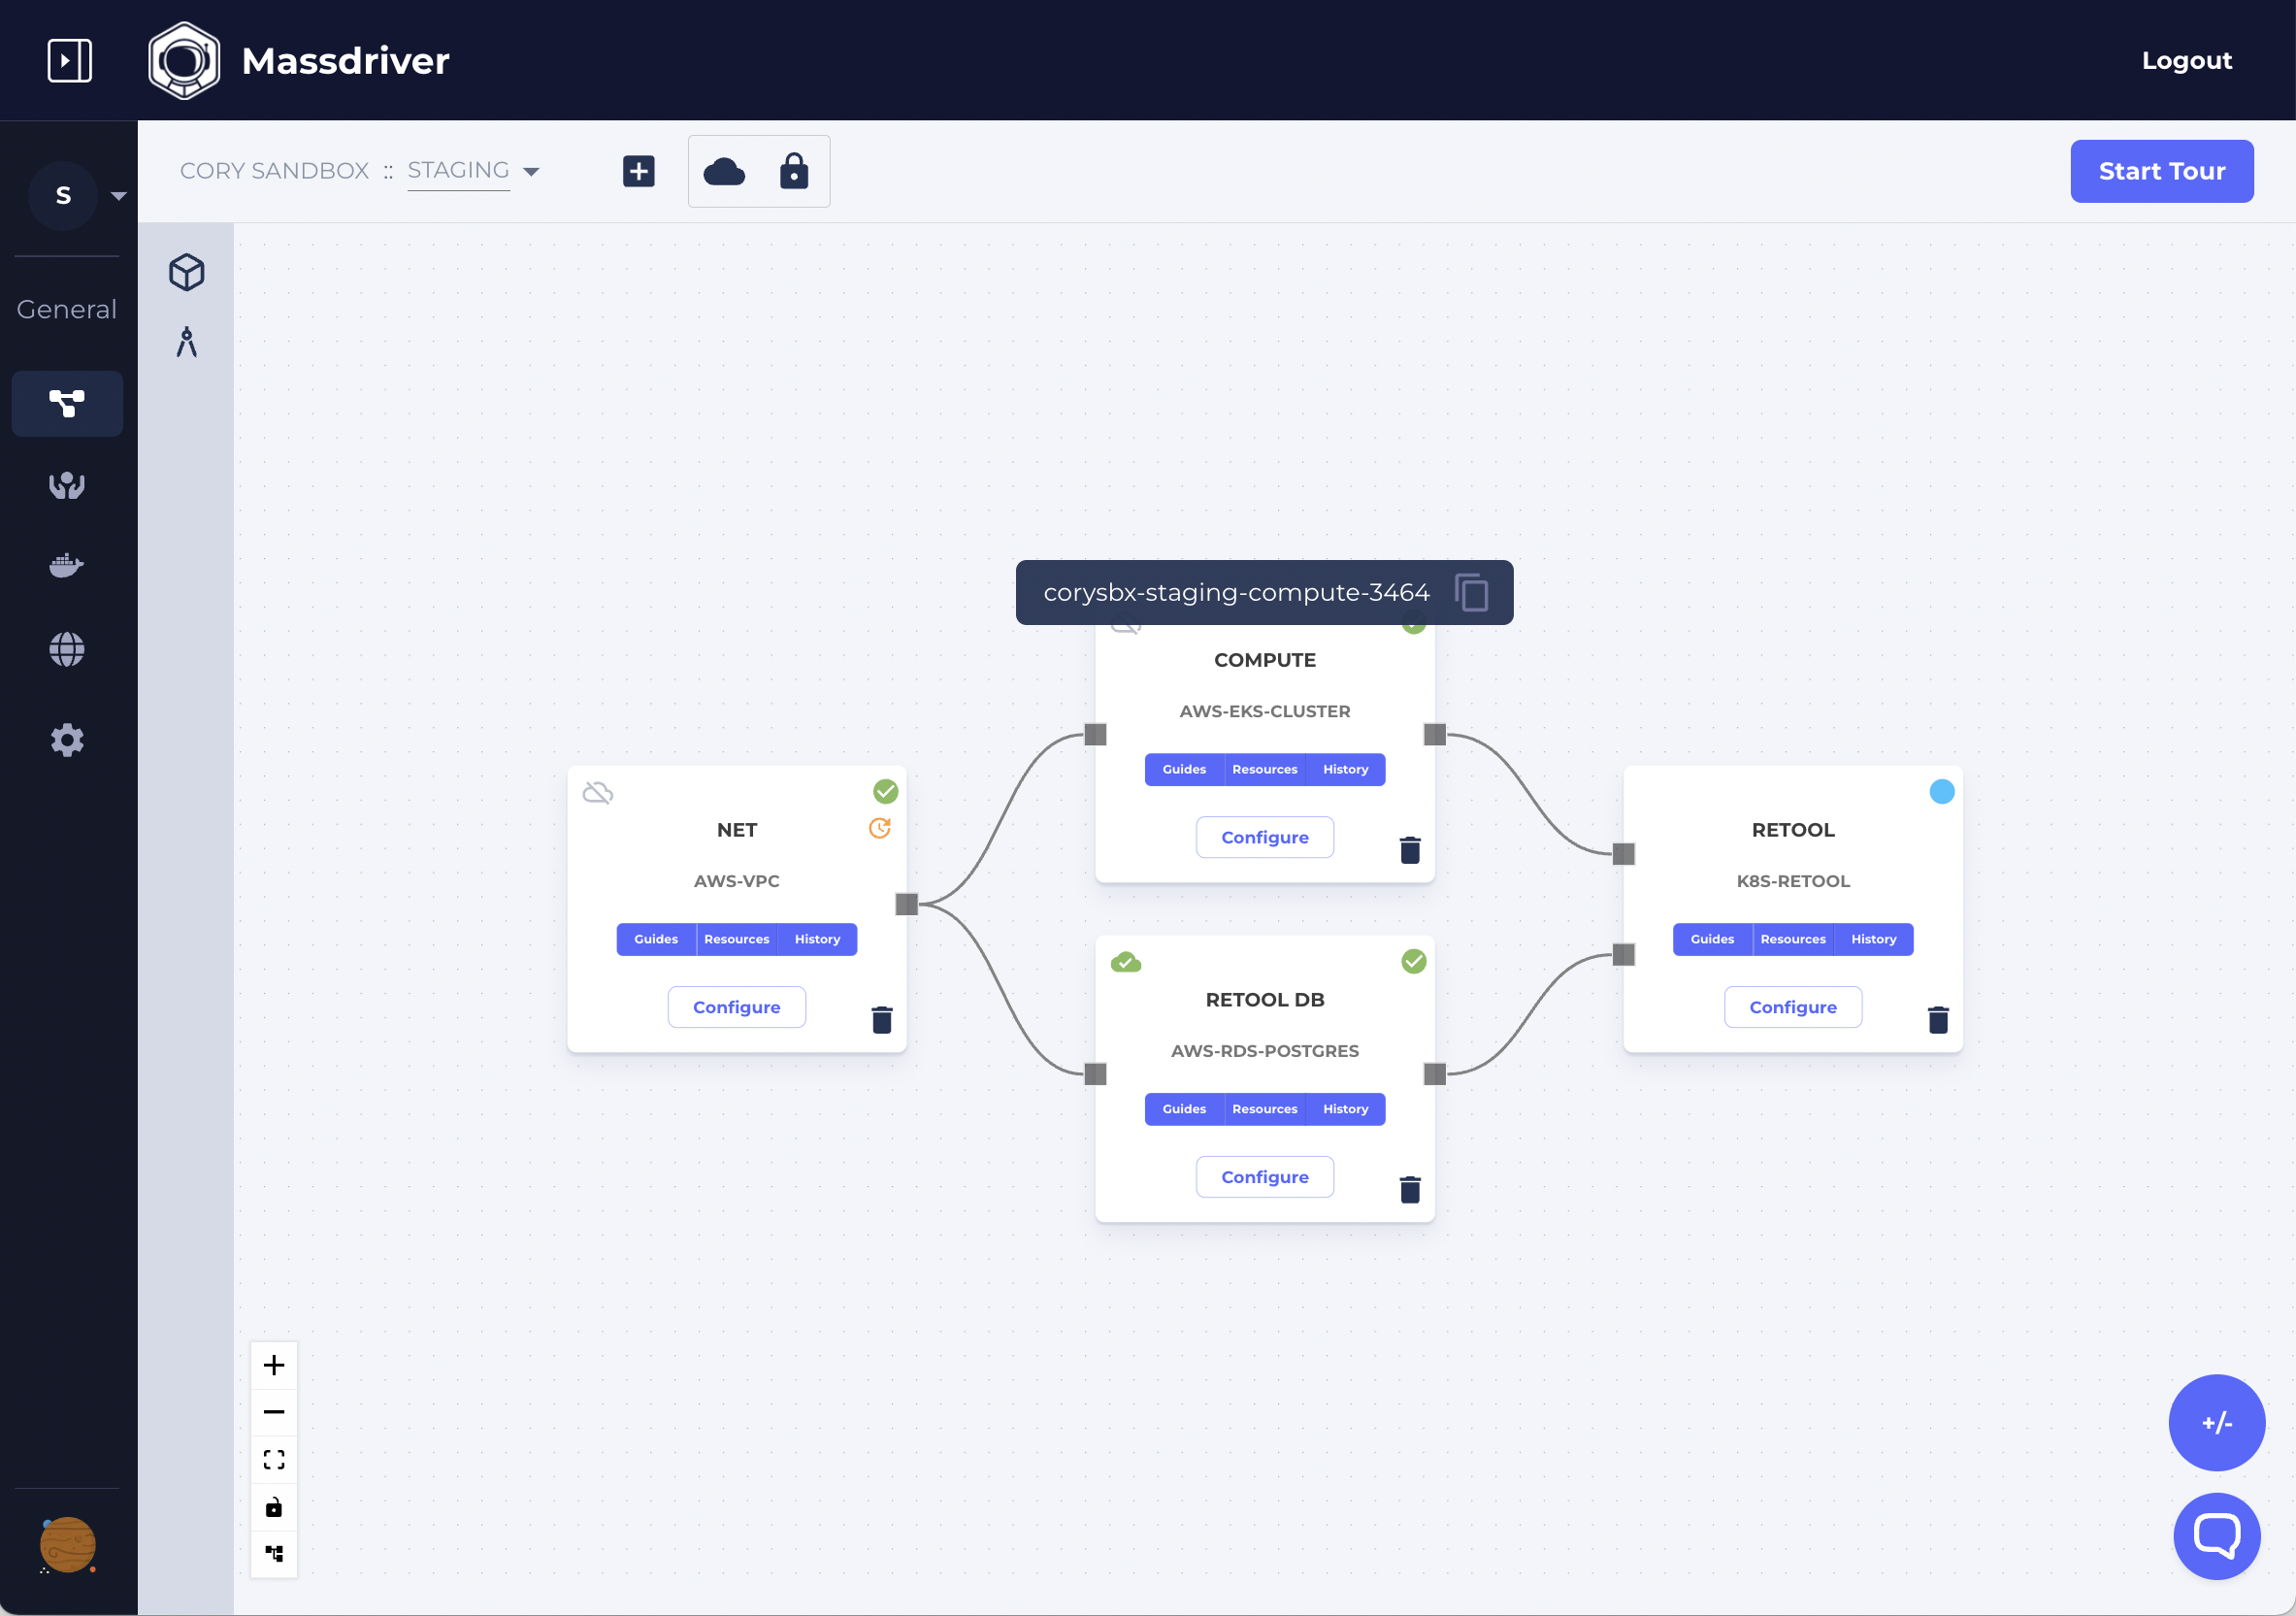 Massdriver
Logout
S
CORY SANDBOX :: STAGING
Start Tour
General
corysbx-staging-compute-3464
COMPUTE
AWS-EKS-CLUSTER
Guides Resources History
Configure
NET
AWS-VPC
Guides Resources History
Configure
RETOOL DB
AWS-RDS-POSTGRES
Guides Resources History
Configure
RETOOL
K8S-RETOOL
Guides Resources History
Configure
+/-